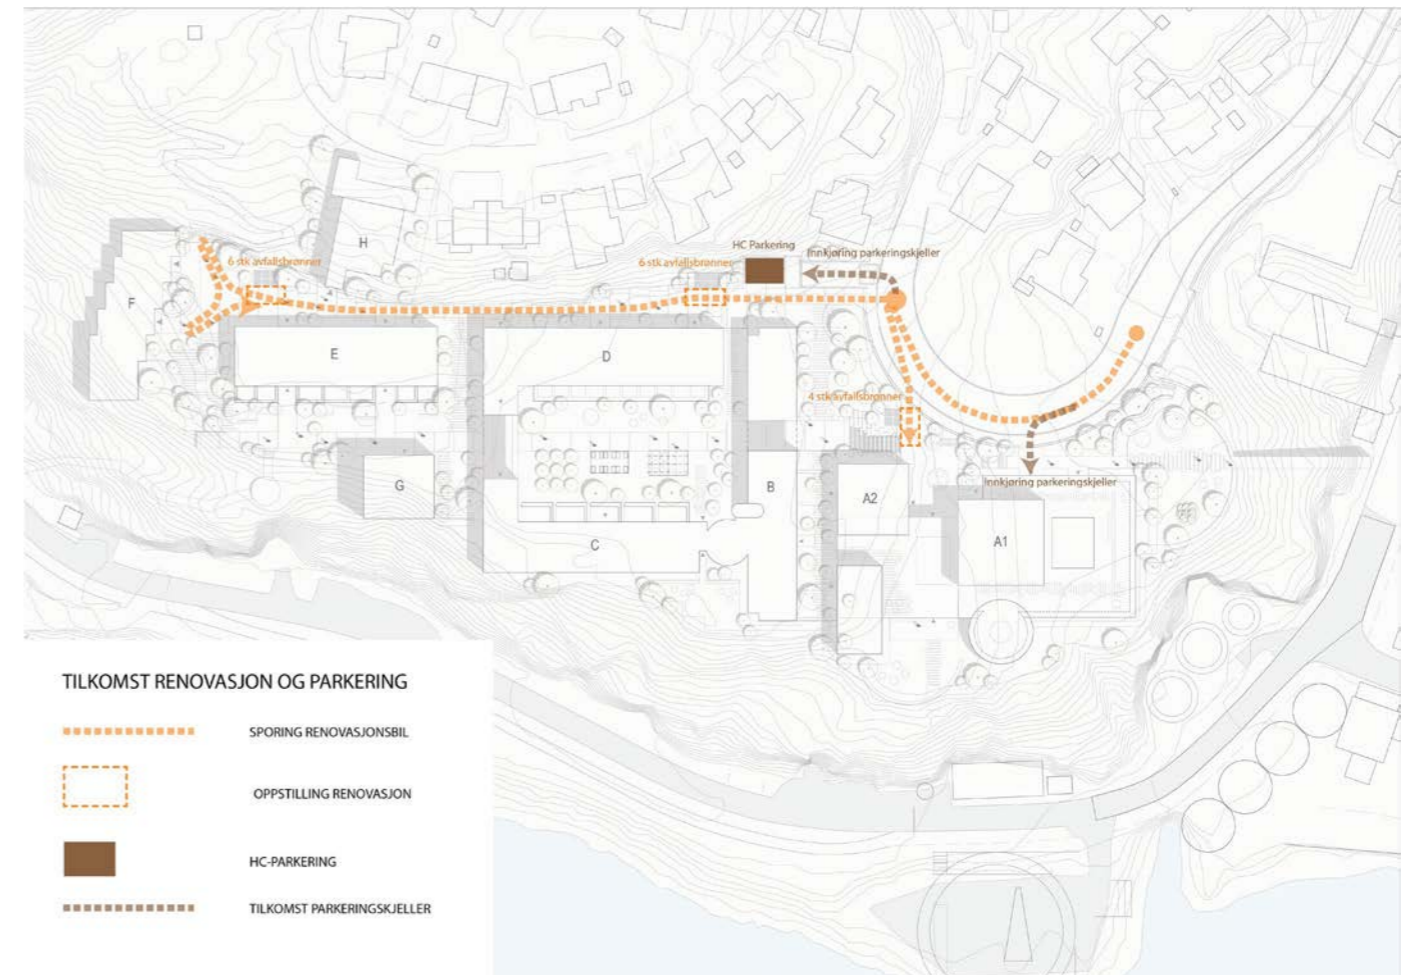 HC Parkering
H
Innkjøring parkeringskjeller
6 stk avfallsbrønner
6 stk avfallsbrønner
F
E
D
4 stk avfallsbrønner
G
B
A2
Innkjøring parkeringskjeller
C
A1
TILKOMST RENOVASJON OG PARKERING
SPORING RENOVASJONSBIL
OPPSTILLING RENOVASJON
HC-PARKERING
TILKOMST PARKERINGSKJELLER